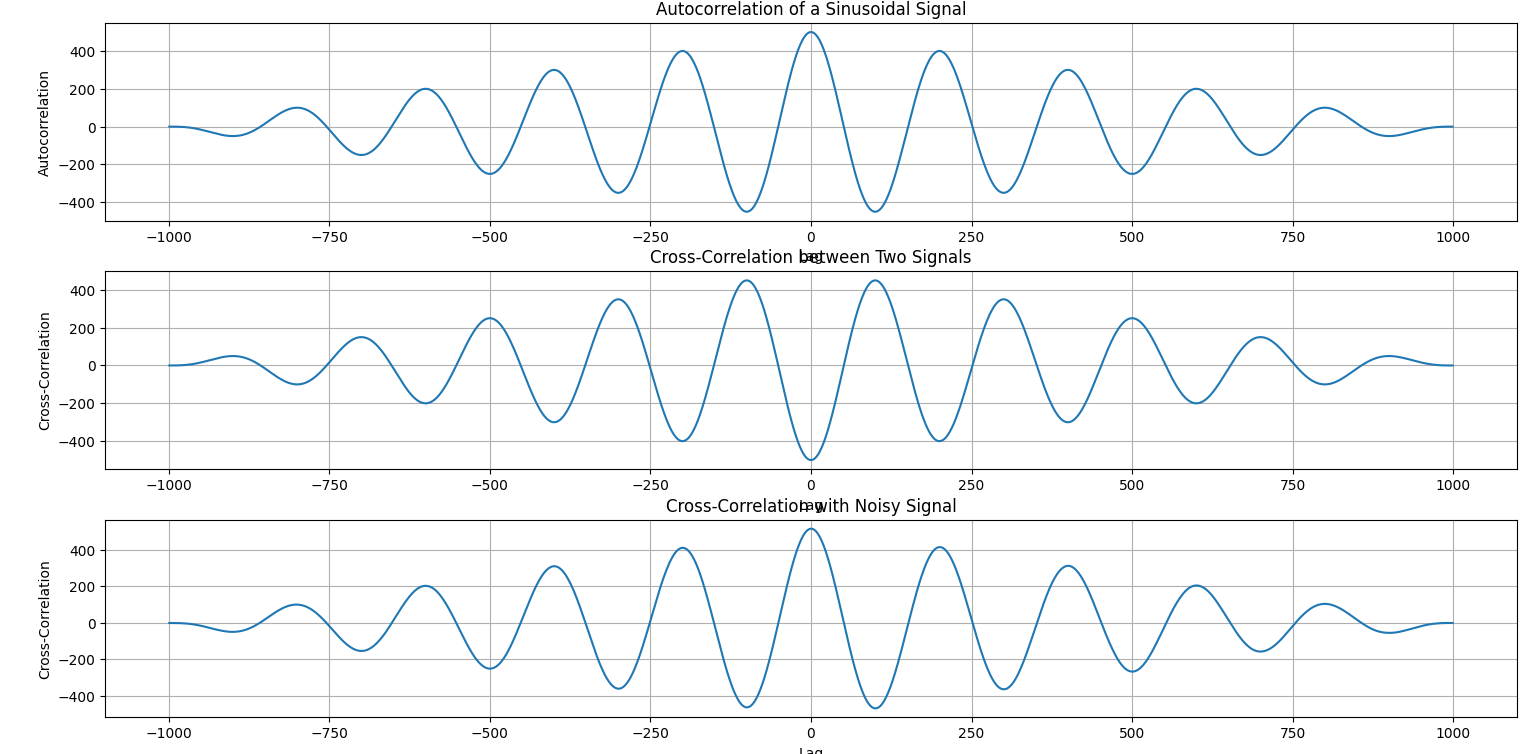 Autocorrelation of a Sinusoidal Signal
Autocorrelation
400
200
0
−200
−400
−1000 −750 −500 −250 0 250 500 750 1000
Lag
Cross-Correlation between Two Signals
Cross-Correlation
400
200
0
−200
−400
−1000 −750 −500 −250 0 250 500 750 1000
Lag
Cross-Correlation with Noisy Signal
Cross-Correlation
400
200
0
−200
−400
−1000 −750 −500 −250 0 250 500 750 1000
Lag